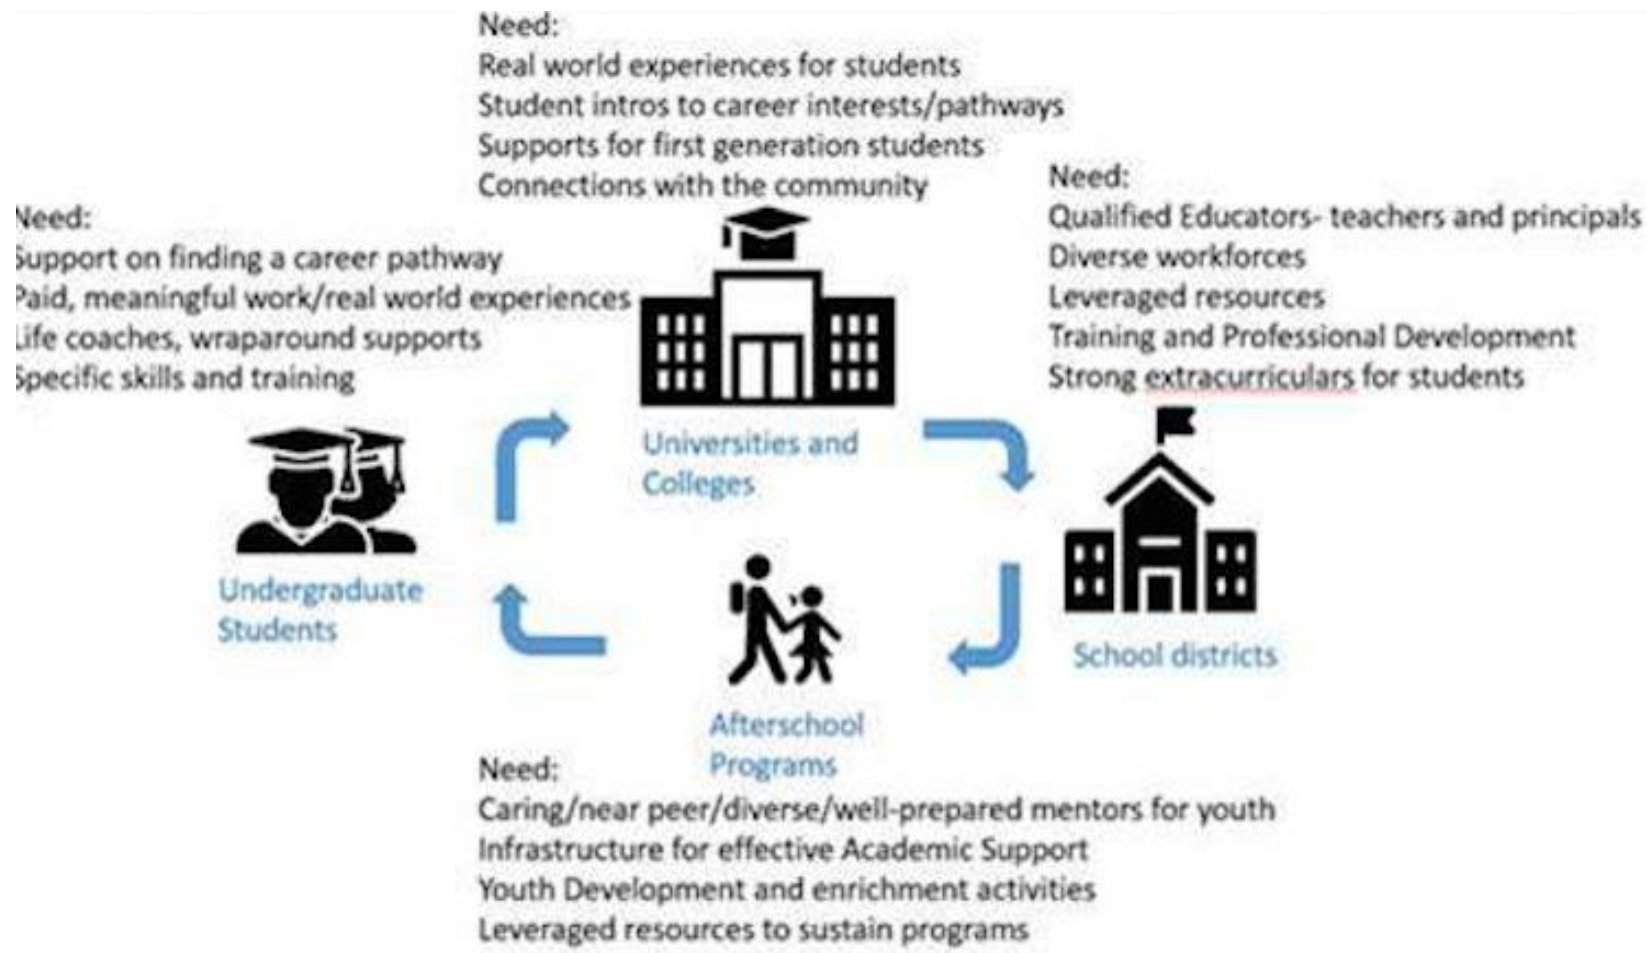 Need:
Real world experiences for students
Student intros to career interests/pathways
Supports for first generation students
Connections with the community
Need:
Support on finding a career pathway
Paid, meaningful work/real world experiences
Life coaches, wraparound supports
Specific skills and training
Need:
Qualified Educators- teachers and principals
Diverse workforces
Leveraged resources
Training and Professional Development
Strong extracurriculars for students
Universities and
Colleges
Undergraduate
Students
School districts
Afterschool
Programs
Need:
Caring/near peer/diverse/well-prepared mentors for youth
Infrastructure for effective Academic Support
Youth Development and enrichment activities
Leveraged resources to sustain programs